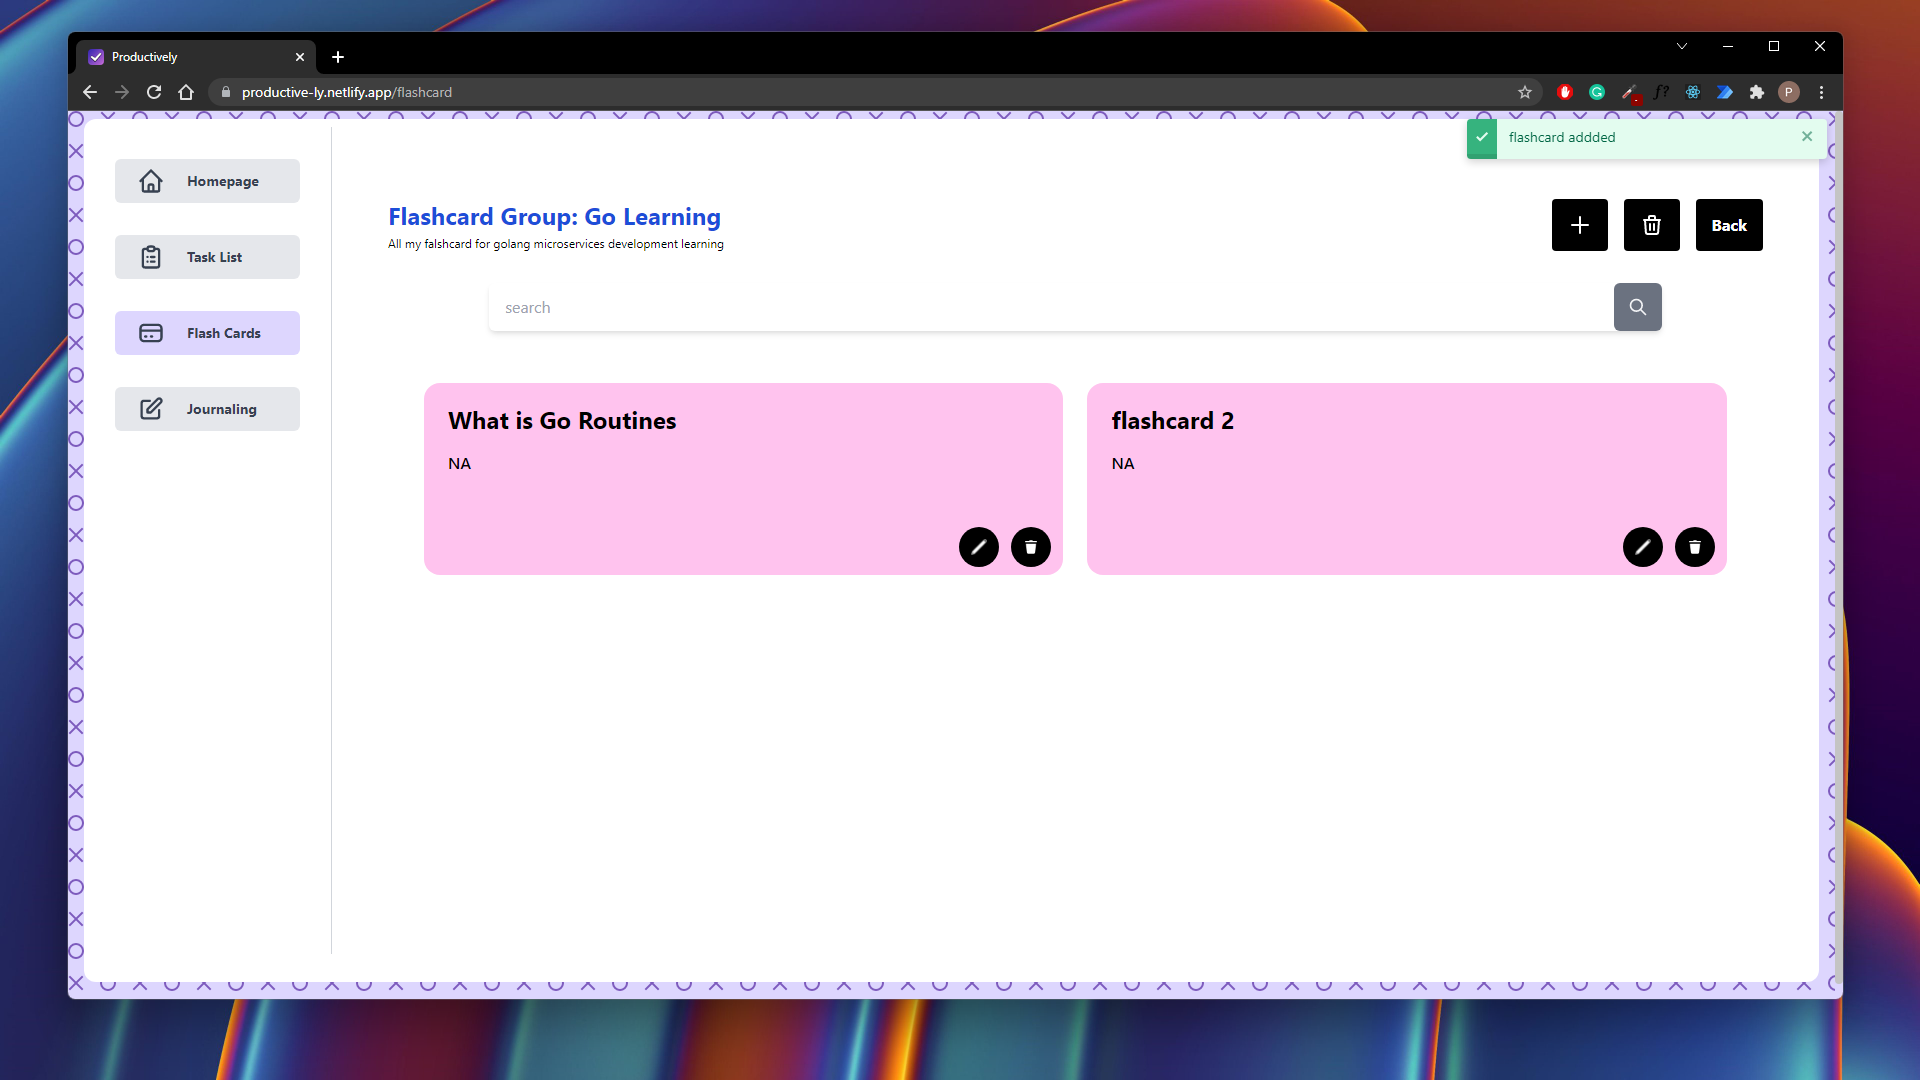 Productively
productive-ly.netlify.app/flashcard
f?
P
flashcard addded
Homepage
Task List
Flash Cards
Journaling
Flashcard Group: Go Learning
All my falshcard for golang microservices development learning
Back
search
What is Go Routines
NA
flashcard 2
NA